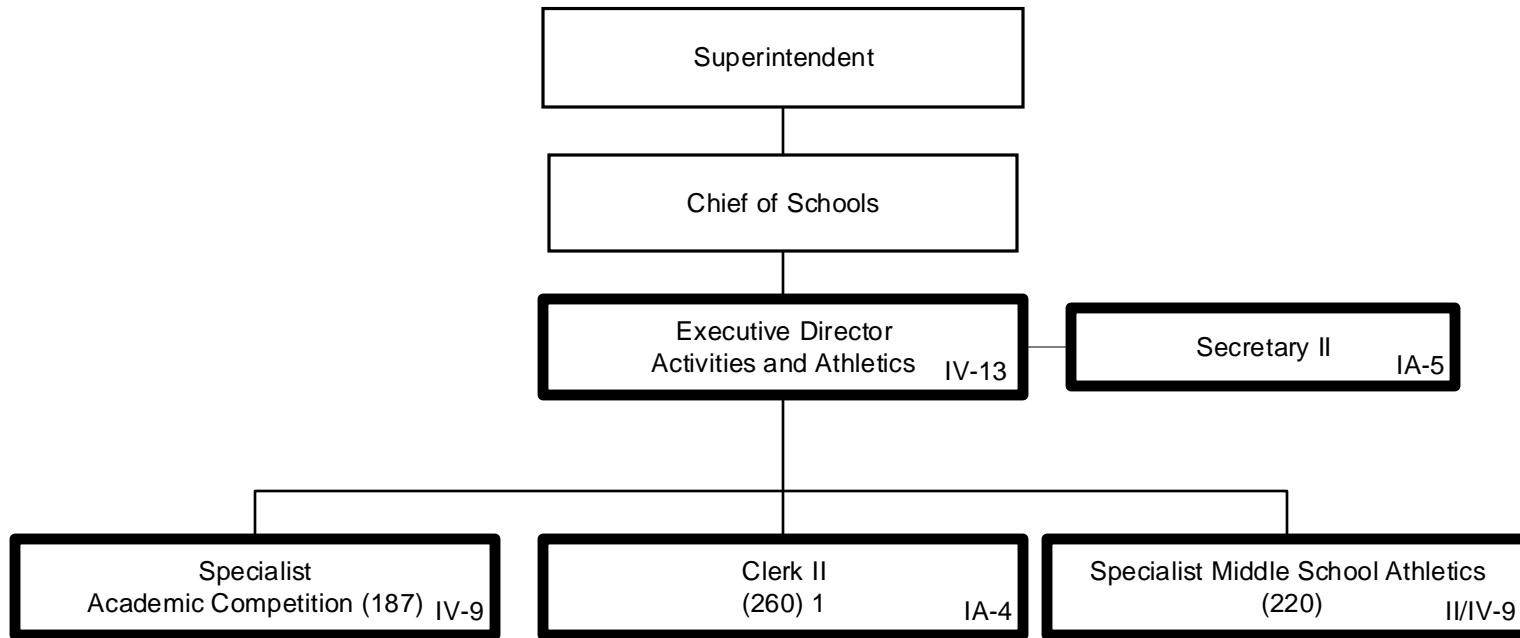 Superintendent
Chief of Schools
Executive Director
Activities and Athletics
IV-13
Secretary II
IA-5
Specialist
Academic Competition (187)
IV-9
Clerk II
(260) 1
IA-4
Specialist Middle School Athletics
(220)
II/IV-9